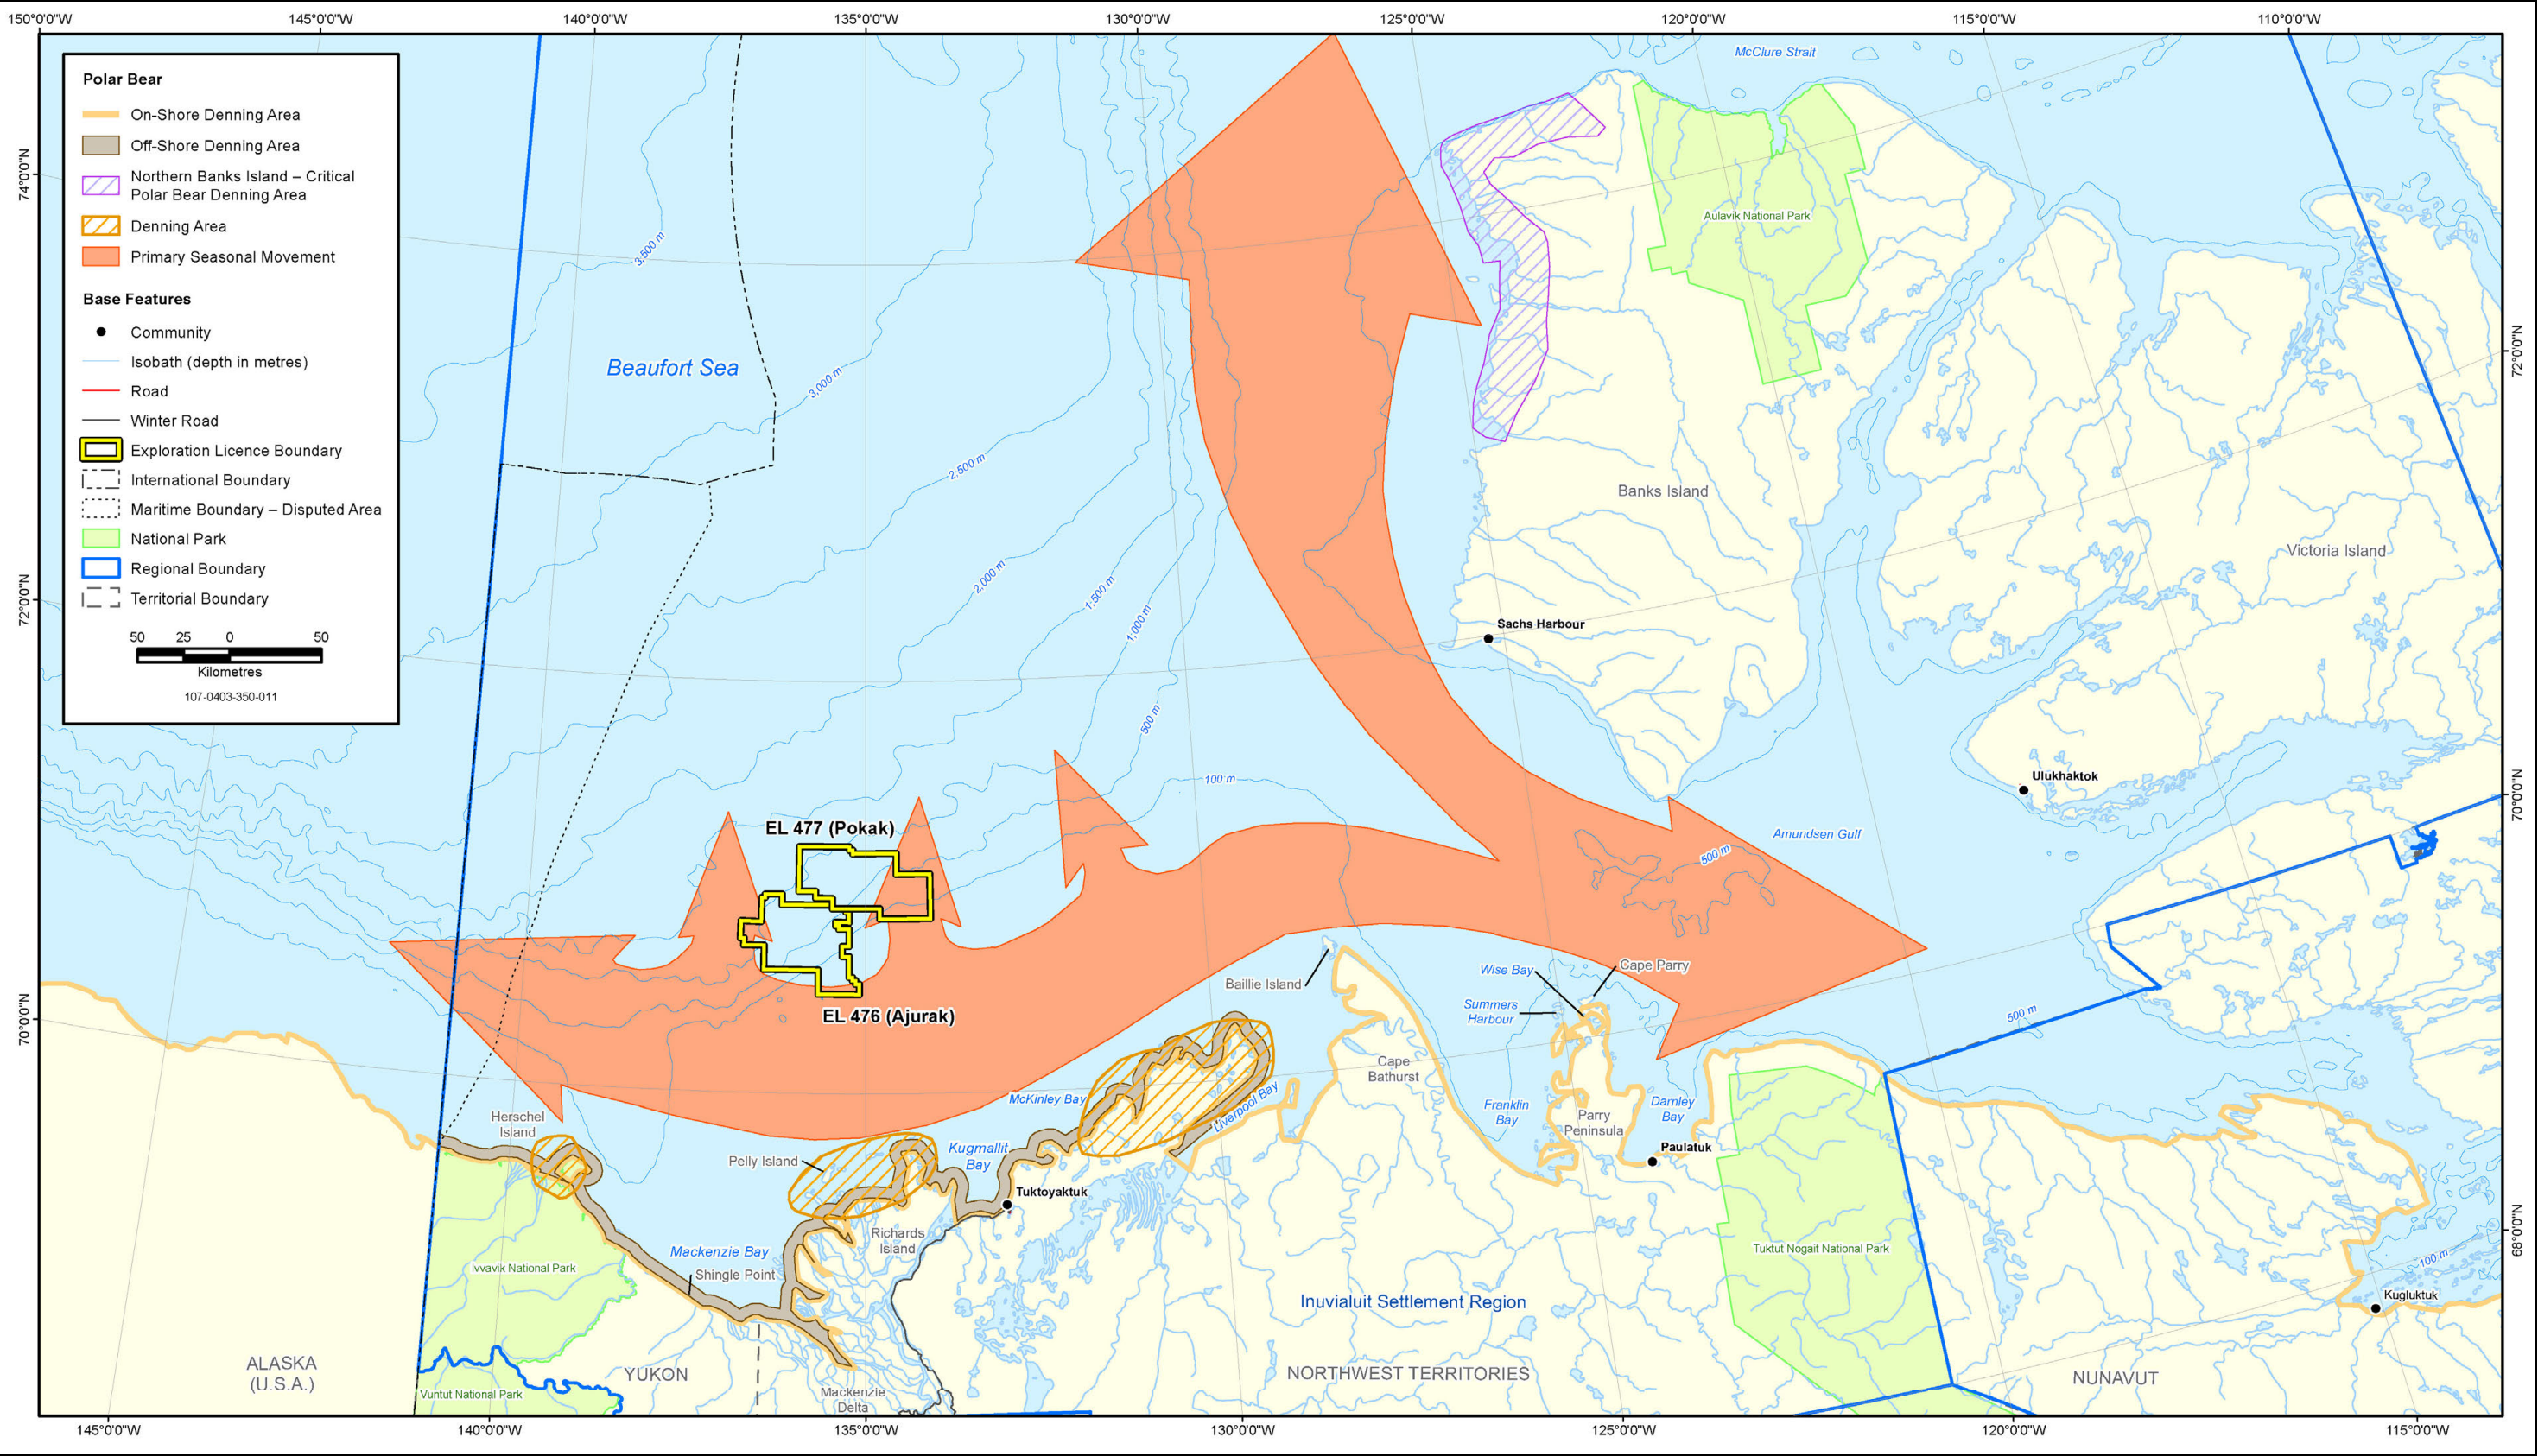 150°0'0"W
145°0'0"W
140°0'0"W
135°0'0"W
130°0'0"W
125°0'0"W
120°0'0"W
115°0'0"W
110°0'0"W
Polar Bear
On-Shore Denning Area
Off-Shore Denning Area
Northern Banks Island – Critical
Polar Bear Denning Area
Denning Area
Primary Seasonal Movement
Base Features
Community
Isobath (depth in metres)
Road
Winter Road
Exploration Licence Boundary
International Boundary
Maritime Boundary – Disputed Area
National Park
Regional Boundary
Territorial Boundary
50 25 0 50
Kilometres
107-0403-350-011
74°0'0"N
72°0'0"N
70°0'0"N
72°0'0"N
70°0'0"N
68°0'0"N
McClure Strait
Aulavik National Park
3,500 m
Beaufort Sea
3,000 m
2,500 m
2,000 m
1,500 m
1,000 m
500 m
100 m
Banks Island
Victoria Island
Sachs Harbour
Ulukhaktok
Amundsen Gulf
500 m
EL 477 (Pokak)
EL 476 (Ajurak)
Baillie Island
Wise Bay
Cape Parry
Summers
Harbour
500 m
Cape
Bathurst
Franklin
Bay
Parry
Peninsula
Darnley
Bay
Paulatuk
McKinley Bay
Liverpool Bay
Herschel
Island
Pelly Island
Kugmallit
Bay
Tuktoyaktuk
Richards
Island
Mackenzie Bay
Shingle Point
Ivvavik National Park
Tuktut Nogait National Park
100 m
Kugluktuk
Inuvialuit Settlement Region
ALASKA
(U.S.A.)
YUKON
Vuntut National Park
Mackenzie
Delta
NORTHWEST TERRITORIES
NUNAVUT
145°0'0"W
140°0'0"W
135°0'0"W
130°0'0"W
125°0'0"W
120°0'0"W
115°0'0"W